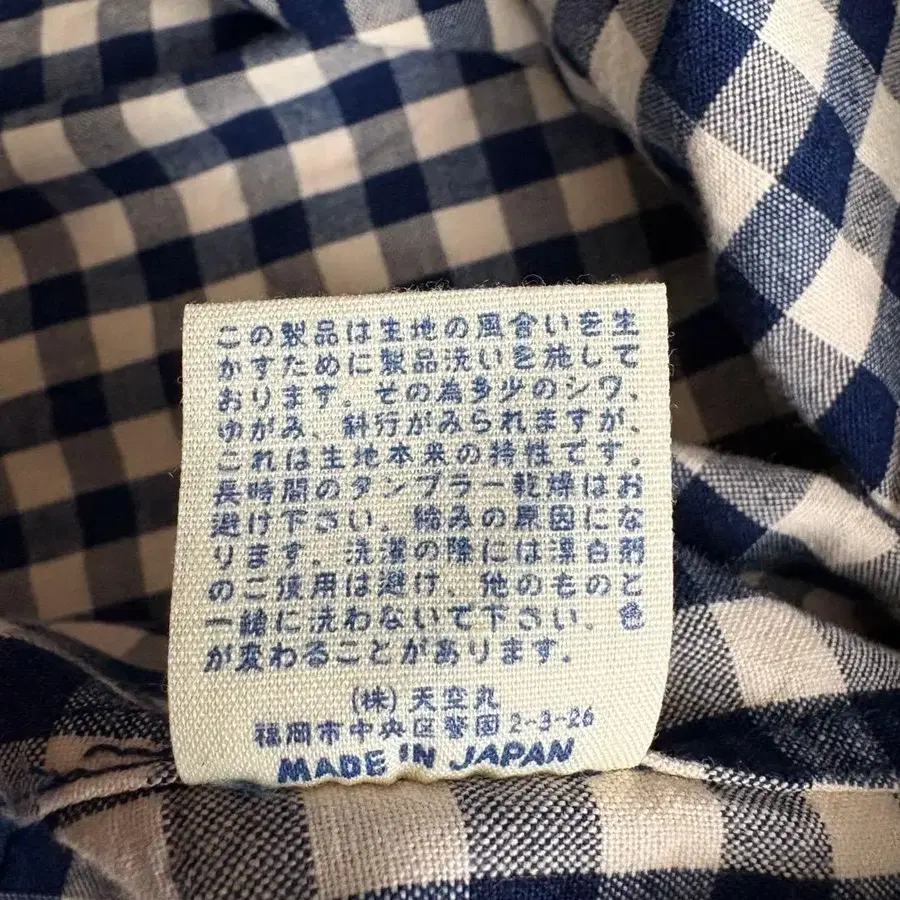 この製品は生地の風合いを生
かすために製品洗いを施して
おります。その為多少のシワ、
ゆがみ、斜行がみられますが、
これは生地本来の特性です。
長時間のタンブラー乾燥はお
避け下さい。縮みの原因にな
ります。洗濯の際には漂白剤
のご使用は避け、他のものと
一緒に洗わないで下さい。色
が変わることがあります。
(株)天空丸
福岡市中央区警固2-3-26
MADE IN JAPAN